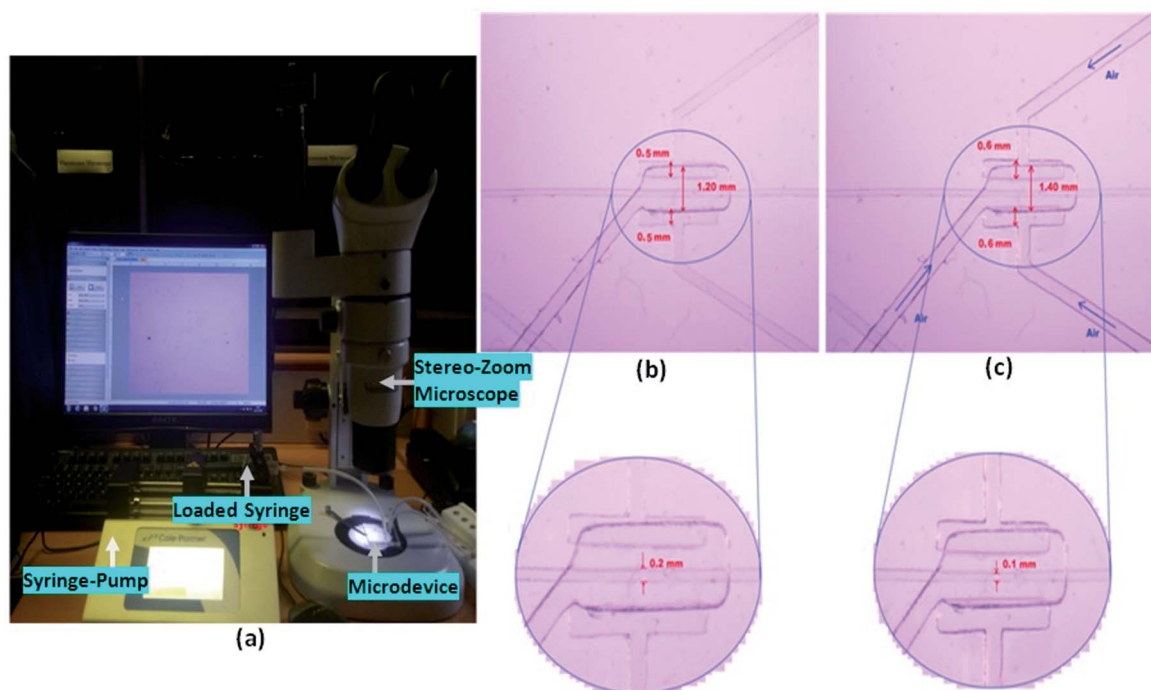 Stereo-Zoom
Microscope
Loaded Syringe
Syringe-Pump
Cole-Parmer
Microdevice
(a)
0.5 mm
1.20 mm
0.5 mm
(b)
Air
0.6 mm
1.40 mm
0.6 mm
Air
Air
(c)
0.2 mm
0.1 mm